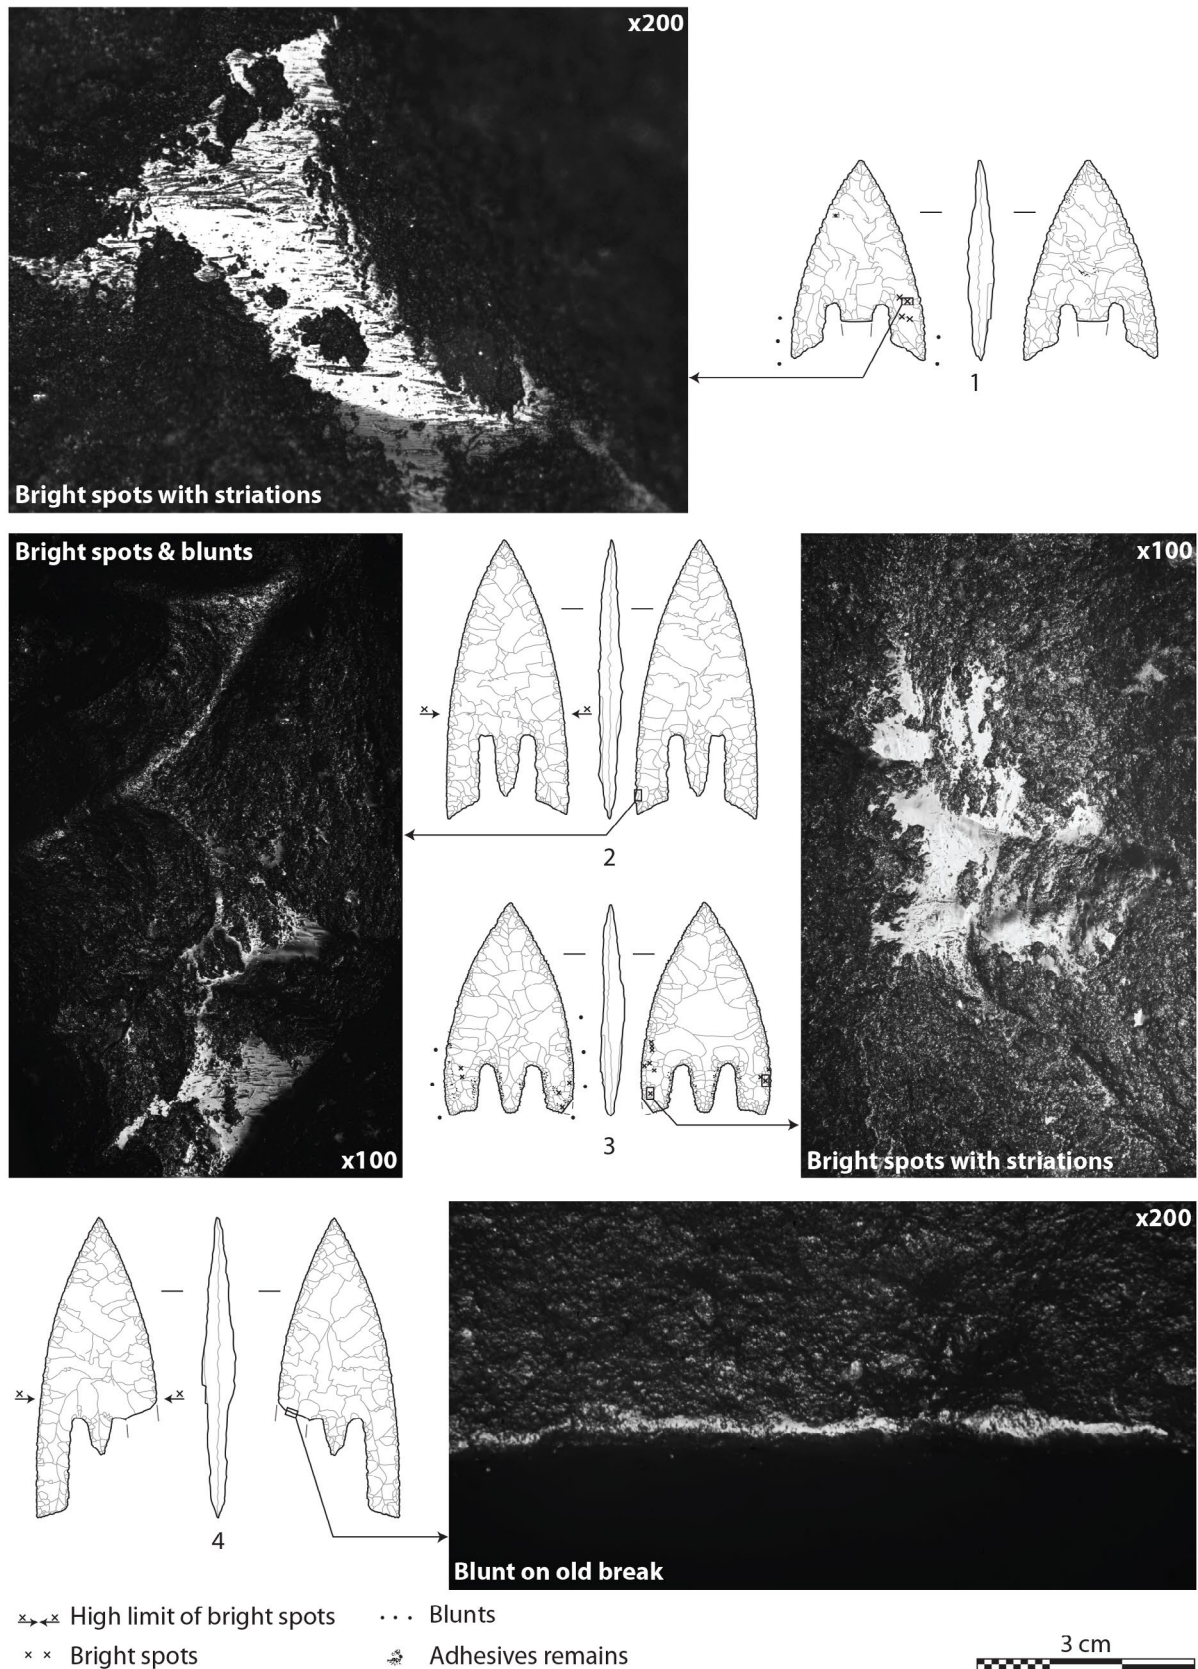 x200
Bright spots with striations
1
Bright spots & blunts
x100
2
x100
3
Bright spots with striations
x200
4
Blunt on old break
High limit of bright spots
Blunts
Bright spots
Adhesives remains
3 cm